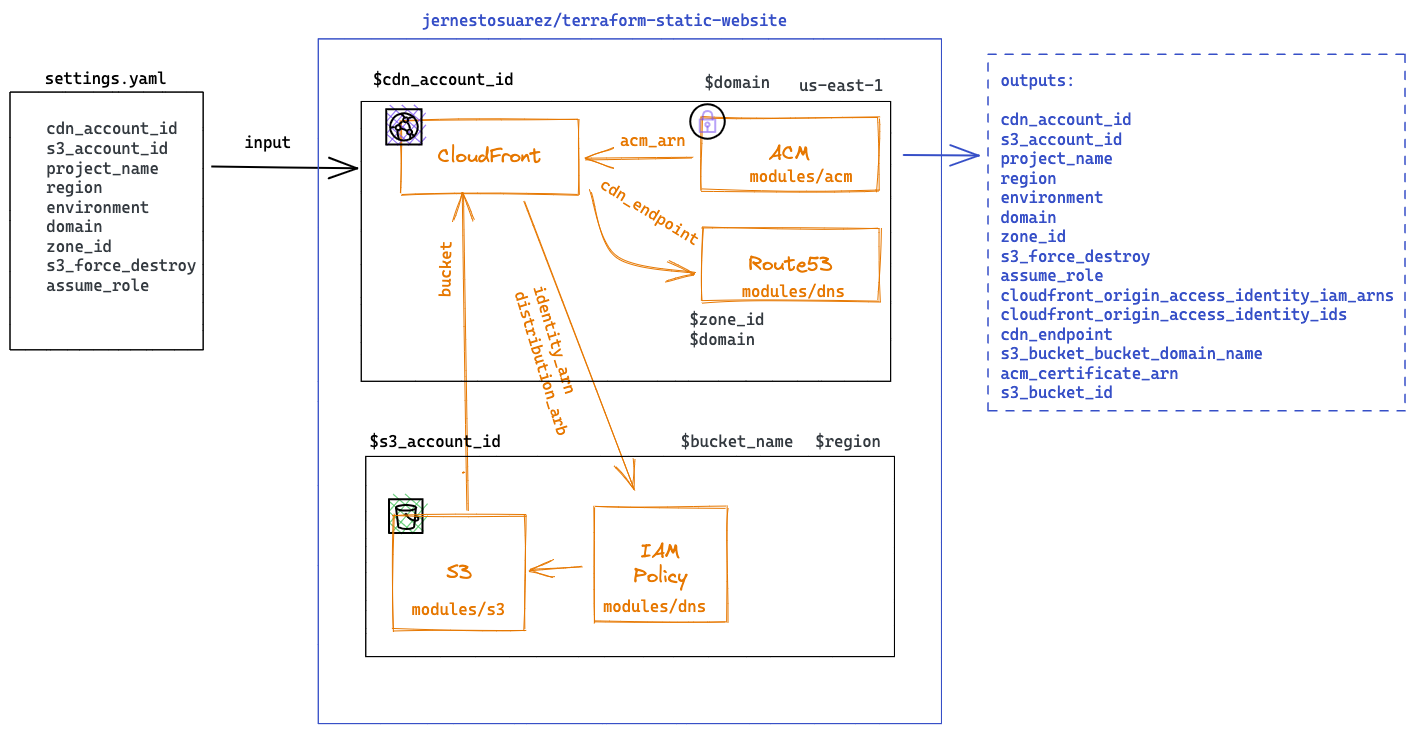 jernestosuarez/terraform-static-website
settings.yaml
cdn_account_id
s3_account_id
project_name
region
environment
domain
zone_id
s3_force_destroy
assume_role
input
$cdn_account_id
$domain
us-east-1
CloudFront
acm_arn
ACM
modules/acm
cdn_endpoint
Route53
modules/dns
$zone_id
$domain
bucket
identity_arn
distribution_arb
$s3_account_id
$bucket_name
$region
S3
modules/s3
IAM
Policy
modules/dns
outputs:
cdn_account_id
s3_account_id
project_name
region
environment
domain
zone_id
s3_force_destroy
assume_role
cloudfront_origin_access_identity_iam_arns
cloudfront_origin_access_identity_ids
cdn_endpoint
s3_bucket_bucket_domain_name
acm_certificate_arn
s3_bucket_id